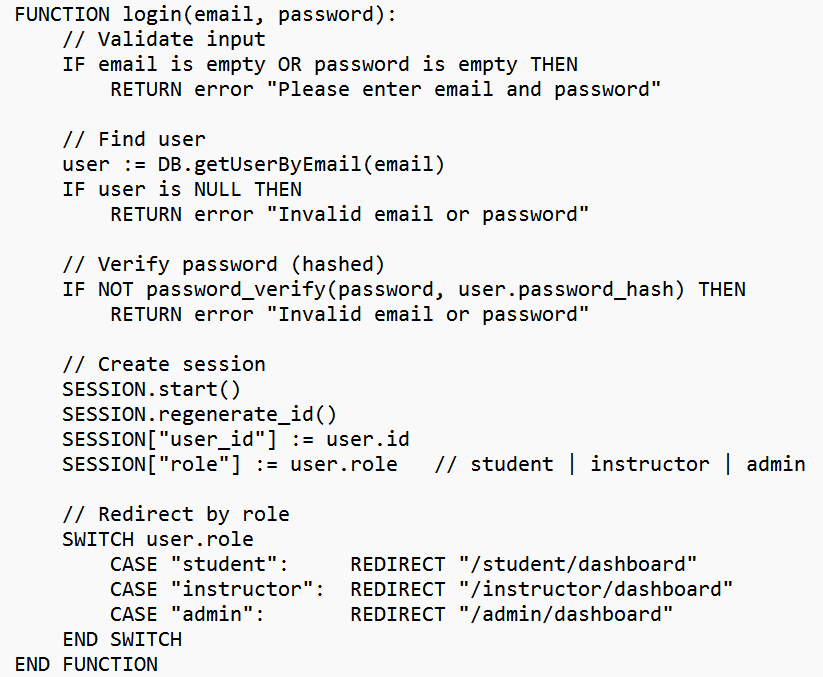 FUNCTION login(email, password):
    // Validate input
    IF email is empty OR password is empty THEN
        RETURN error "Please enter email and password"

    // Find user
    user := DB.getUserByEmail(email)
    IF user is NULL THEN
        RETURN error "Invalid email or password"

    // Verify password (hashed)
    IF NOT password_verify(password, user.password_hash) THEN
        RETURN error "Invalid email or password"

    // Create session
    SESSION.start()
    SESSION.regenerate_id()
    SESSION["user_id"] := user.id
    SESSION["role"] := user.role   // student | instructor | admin

    // Redirect by role
    SWITCH user.role
        CASE "student":     REDIRECT "/student/dashboard"
        CASE "instructor":  REDIRECT "/instructor/dashboard"
        CASE "admin":       REDIRECT "/admin/dashboard"
    END SWITCH
END FUNCTION